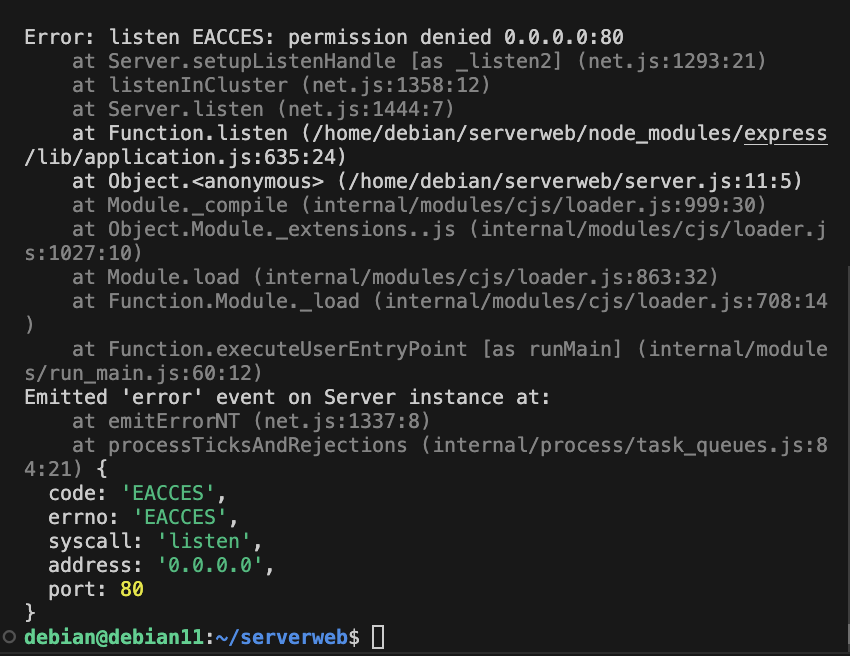 Error: listen EACCES: permission denied 0.0.0.0:80
    at Server.setupListenHandle [as _listen2] (net.js:1293:21)
    at listenInCluster (net.js:1358:12)
    at Server.listen (net.js:1444:7)
    at Function.listen (/home/debian/serverweb/node_modules/express
/lib/application.js:635:24)
    at Object.<anonymous> (/home/debian/serverweb/server.js:11:5)
    at Module._compile (internal/modules/cjs/loader.js:999:30)
    at Object.Module._extensions..js (internal/modules/cjs/loader.j
s:1027:10)
    at Module.load (internal/modules/cjs/loader.js:863:32)
    at Function.Module._load (internal/modules/cjs/loader.js:708:14
)
    at Function.executeUserEntryPoint [as runMain] (internal/module
s/run_main.js:60:12)
Emitted 'error' event on Server instance at:
    at emitErrorNT (net.js:1337:8)
    at processTicksAndRejections (internal/process/task_queues.js:8
4:21) {
  code: 'EACCES',
  errno: 'EACCES',
  syscall: 'listen',
  address: '0.0.0.0',
  port: 80
}
debian@debian11:~/serverweb$